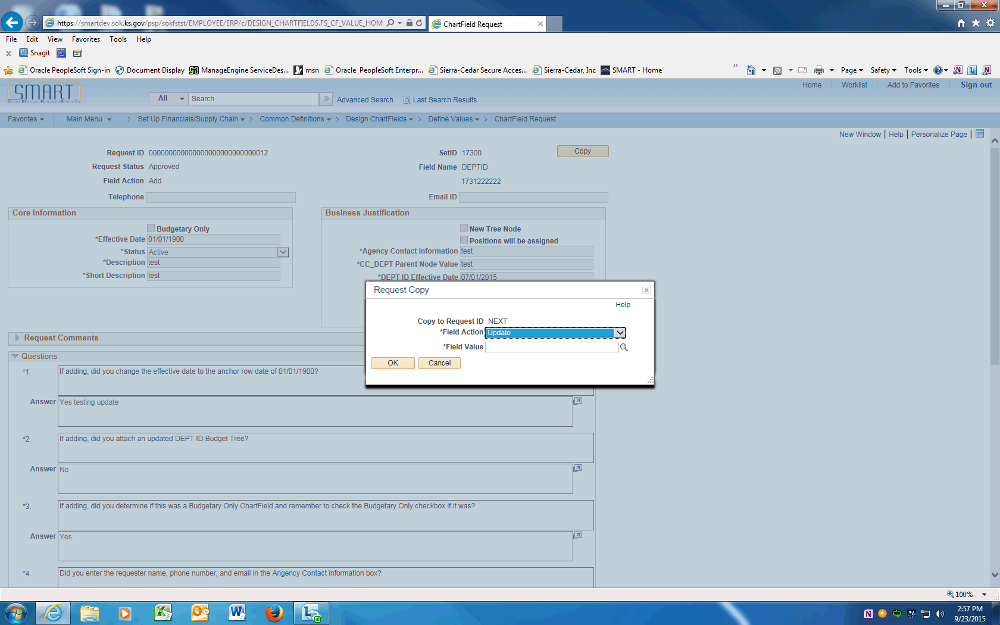 https://smartdev.sok.ks.gov/psp/sokfstst/EMPLOYEE/ERP/c/DESIGN_CHARTFIELDS.FS_CF_VALUE_HOM
ChartField Request
File Edit View Favorites Tools Help
x Snagit
Oracle PeopleSoft Sign-in Document Display ManageEngine ServiceDes... msn Oracle PeopleSoft Enterpr... Sierra-Cedar Secure Acces... Sierra-Cedar, Inc SMART - Home
Page Safety Tools
SMART
Home Worklist Add to Favorites Sign out
All Search Advanced Search Last Search Results
Favorites Main Menu > Set Up Financials/Supply Chain > Common Definitions > Design ChartFields > Define Values > ChartField Request
New Window | Help | Personalize Page |
Request ID 0000000000000000000000000012 SetID 17300 Copy
Request Status Approved Field Name DEPTID
Field Action Add 1731222222
Telephone Email ID
Core Information Business Justification
Budgetary Only New Tree Node
*Effective Date 01/01/1900 Positions will be assigned
*Status Active *Agency Contact Information test
*Description test *CC_DEPT Parent Node Value test
*Short Description test *DEPT ID Effective Date 07/01/2015
Request Copy
Help
Copy to Request ID NEXT
*Field Action Update
*Field Value
OK Cancel
Request Comments
Questions
*1. If adding, did you change the effective date to the anchor row date of 01/01/1900?
Answer Yes testing update
*2. If adding, did you attach an updated DEPT ID Budget Tree?
Answer No
*3. If adding, did you determine if this was a Budgetary Only ChartField and remember to check the Budgetary Only checkbox if it was?
Answer Yes
*4. Did you enter the requester name, phone number, and email in the Angency Contact information box?
100%
2:57 PM
9/23/2015